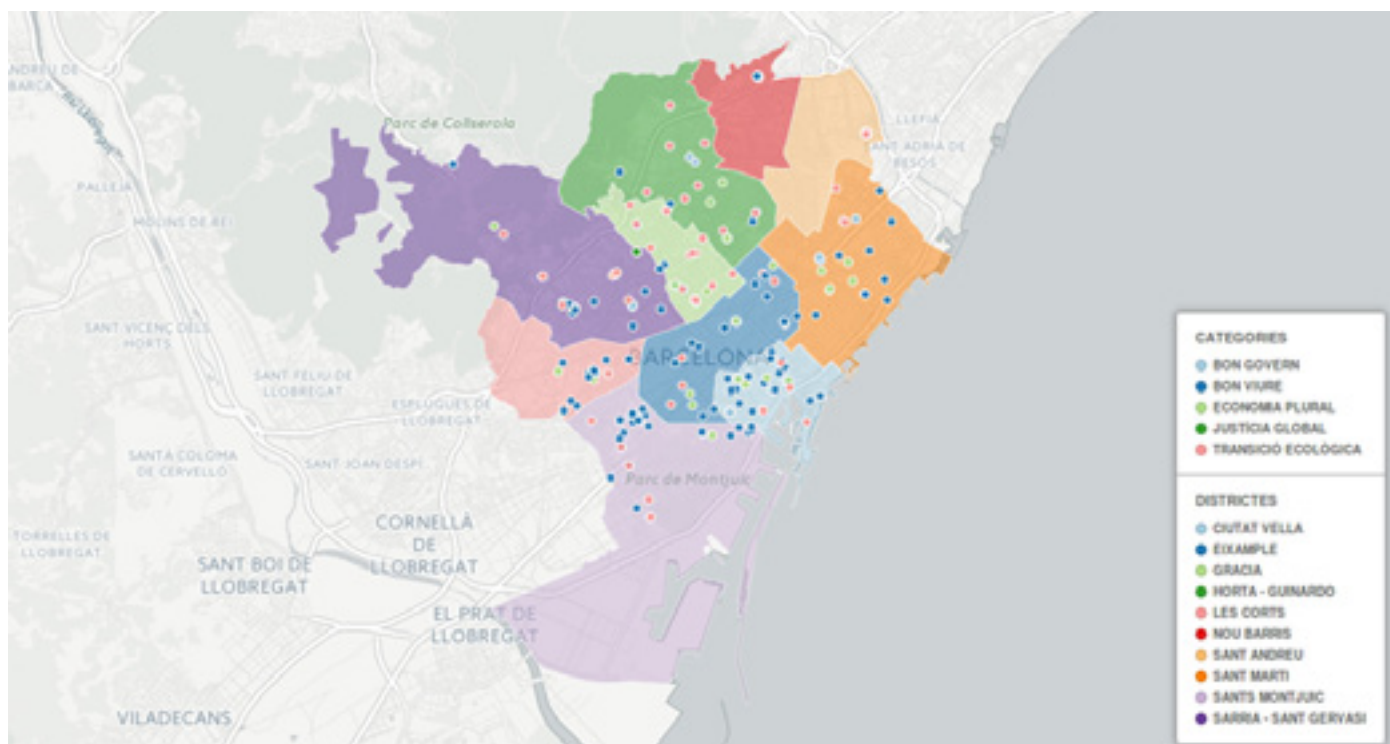 Parc de Collserola
LLEFIÀ
SANT ADRIÀ DE
BESÒS
PALLEJÀ
MOLINS DE REI
SANT VICENÇ DELS
HORTS
BARCELONA
SANT FELIU DE
LLOBREGAT
ESPLUGUES DE
LLOBREGAT
SANTA COLOMA
DE CERVELLÓ
SANT JOAN DESPÍ
Parc de Montjuïc
CORNELLÀ
DE
LLOBREGAT
TORRELLES DE
LLOBREGAT
SANT BOI DE
LLOBREGAT
EL PRAT DE
LLOBREGAT
VILADECANS
CATEGORIES
BON GOVERN
BON VIURE
ECONOMIA PLURAL
JUSTÍCIA GLOBAL
TRANSICIÓ ECOLÒGICA
DISTRICTES
CIUTAT VELLA
EIXAMPLE
GRACIA
HORTA - GUINARDO
LES CORTS
NOU BARRIS
SANT ANDREU
SANT MARTI
SANTS MONTJUIC
SARRIA - SANT GERVASI